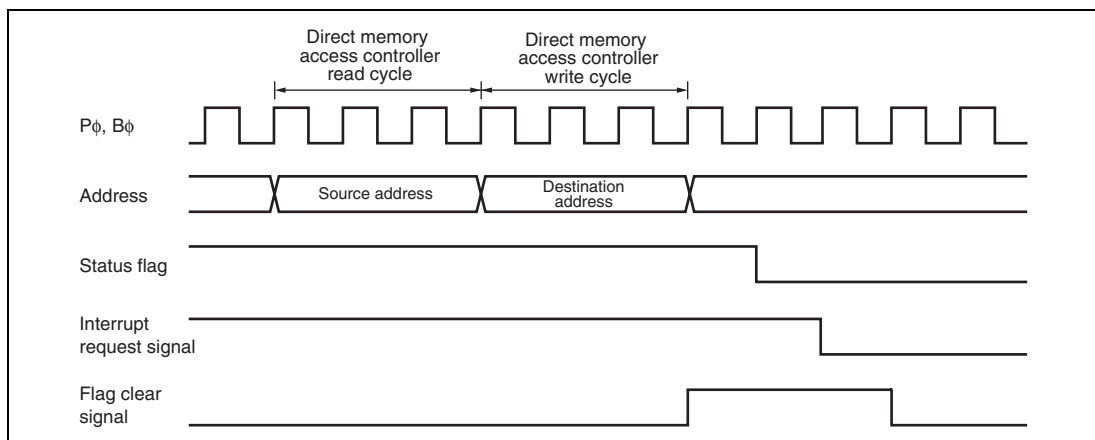 Direct memory
access controller
read cycle
Direct memory
access controller
write cycle
Pϕ, Bϕ
Address
Source address
Destination
address
Status flag
Interrupt
request signal
Flag clear
signal